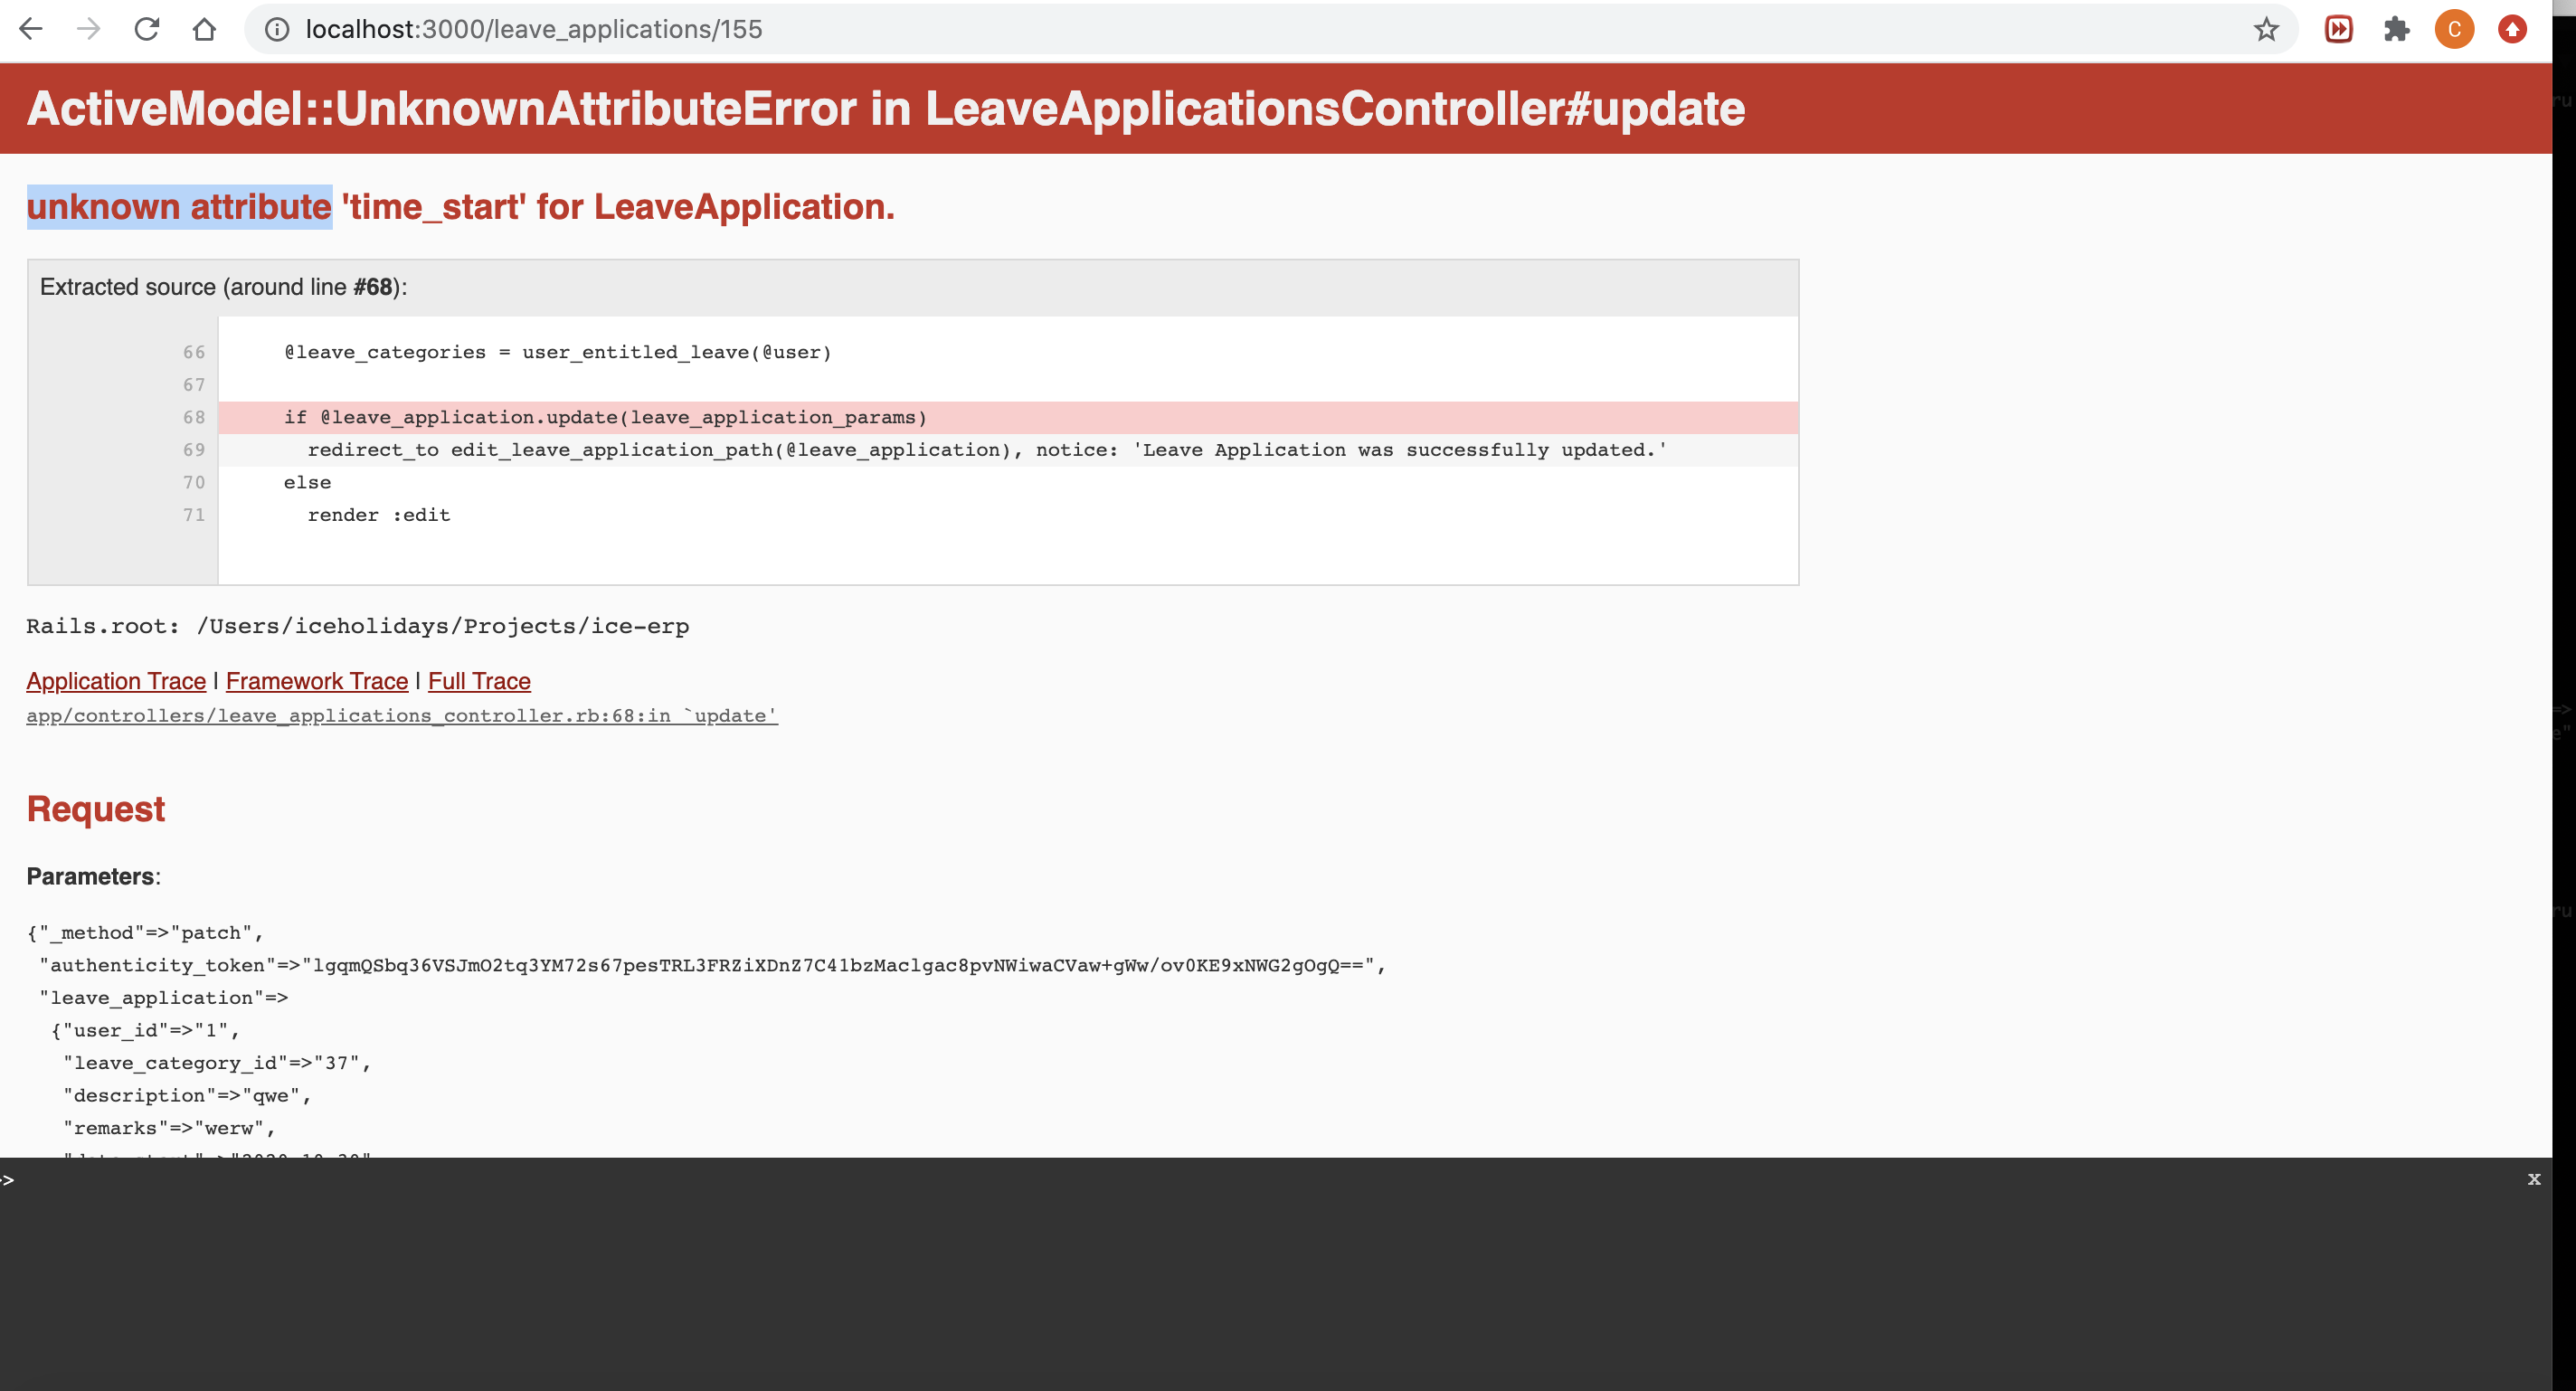 localhost:3000/leave_applications/155
C
ActiveModel::UnknownAttributeError in LeaveApplicationsController#update
unknown attribute 'time_start' for LeaveApplication.
Extracted source (around line #68):
66 @leave_categories = user_entitled_leave(@user)
67
68 if @leave_application.update(leave_application_params)
69 redirect_to edit_leave_application_path(@leave_application), notice: 'Leave Application was successfully updated.'
70 else
71 render :edit
Rails.root: /Users/iceholidays/Projects/ice-erp
Application Trace | Framework Trace | Full Trace
app/controllers/leave_applications_controller.rb:68:in `update'
Request
Parameters:
{"_method"=>"patch",
"authenticity_token"=>"lgqmQSbq36VSJmO2tq3YM72s67pesTRL3FRZiXDnZ7C41bzMaclgac8pvNWiwaCVaw+gWw/ov0KE9xNWG2gOgQ==",
"leave_application"=>
{"user_id"=>"1",
"leave_category_id"=>"37",
"description"=>"qwe",
"remarks"=>"werw",
>
x